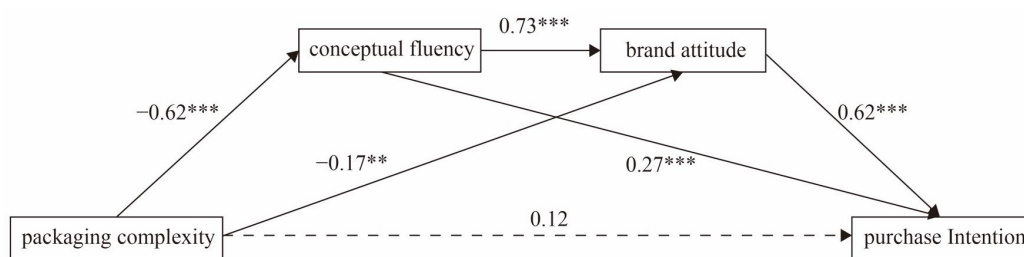 0.73***
conceptual fluency
brand attitude
−0.62***
0.62***
−0.17**
0.27***
0.12
packaging complexity
purchase Intention